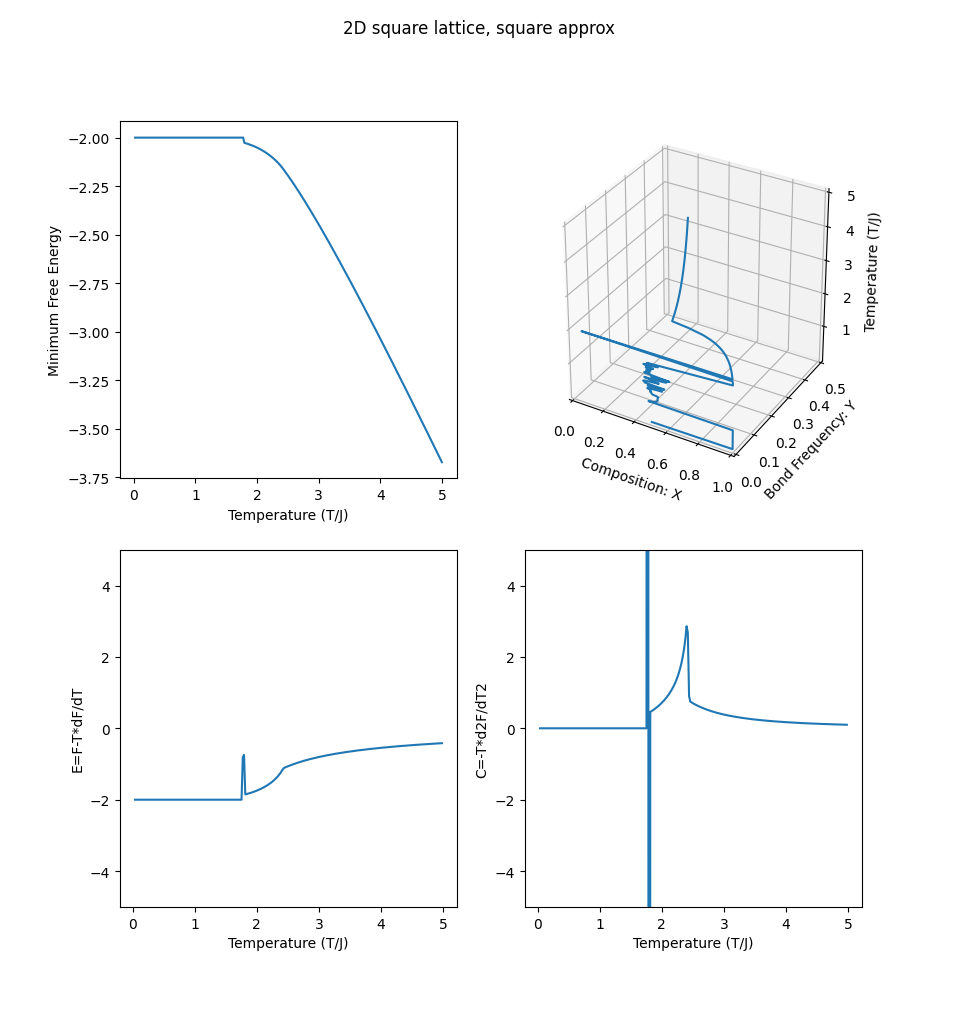 2D square lattice, square approx
−2.00
−2.25
−2.50
−2.75
−3.00
−3.25
−3.50
−3.75
Minimum Free Energy
0 1 2 3 4 5
Temperature (T/J)
0.0 0.2 0.4 0.6 0.8 1.0
Composition: X
0.0 0.1 0.2 0.3 0.4 0.5
Bond Frequency: Y
1 2 3 4 5
Temperature (T/J)
4
2
0
−2
−4
E=F-T*dF/dT
0 1 2 3 4 5
Temperature (T/J)
4
2
0
−2
−4
C=-T*d2F/dT2
0 1 2 3 4 5
Temperature (T/J)